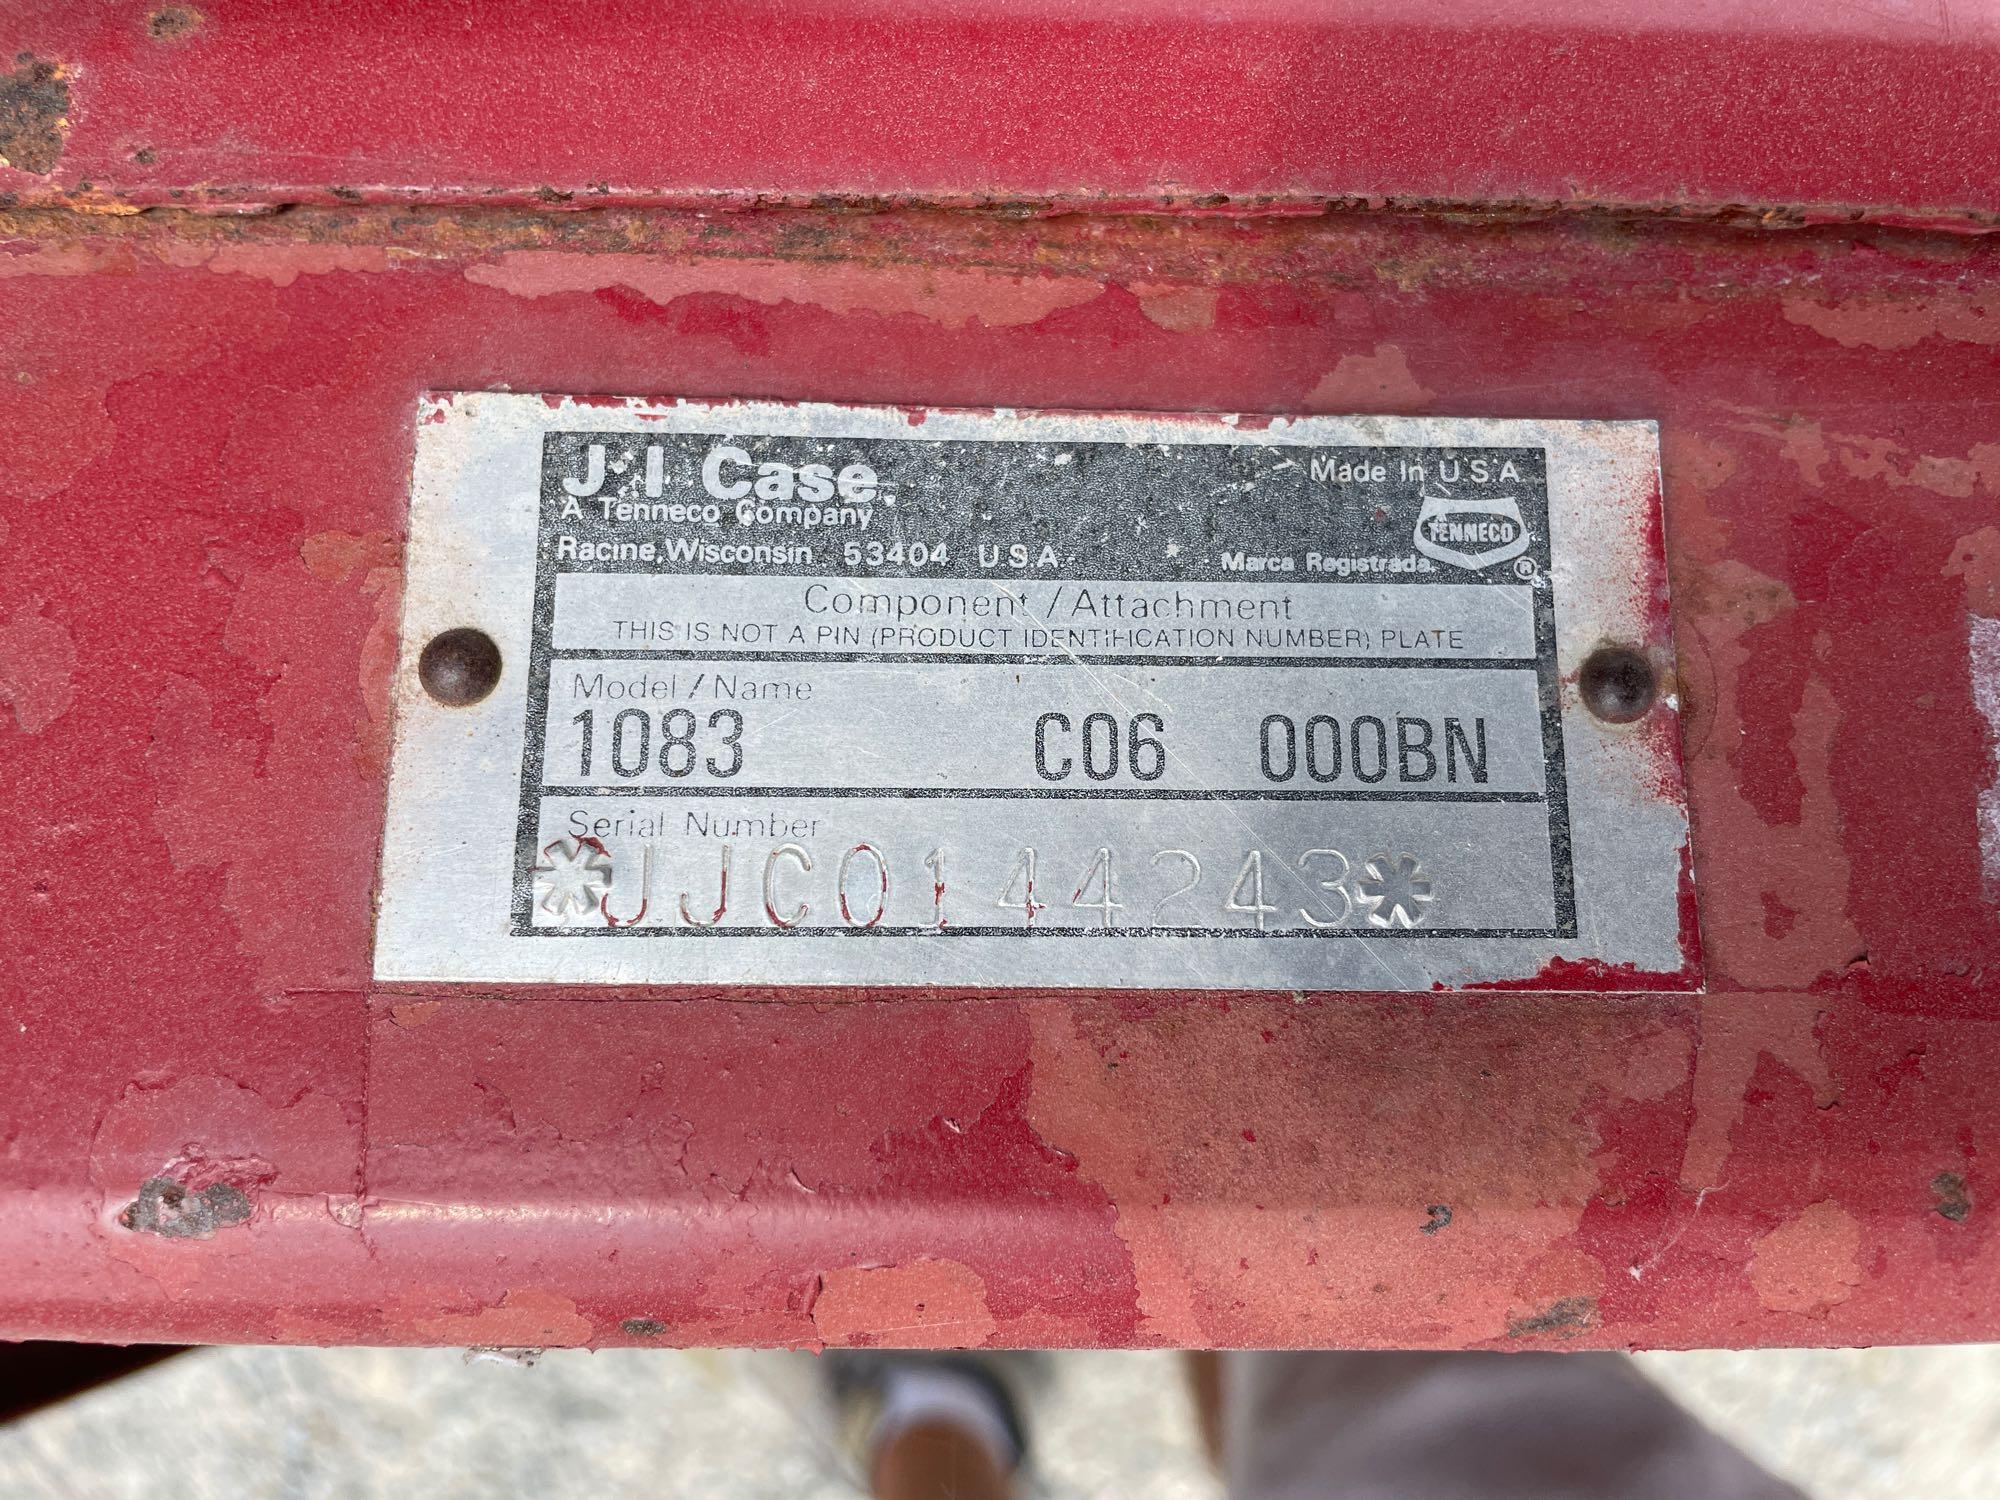 J I Case
A Tenneco Company
Racine, Wisconsin 53404 U.S.A.
Made In U.S.A.
TENNECO
Marca Registrada ®
Component / Attachment
THIS IS NOT A PIN (PRODUCT IDENTIFICATION NUMBER) PLATE
Model / Name
1083 C06 000BN
Serial Number
*JJC0144243*